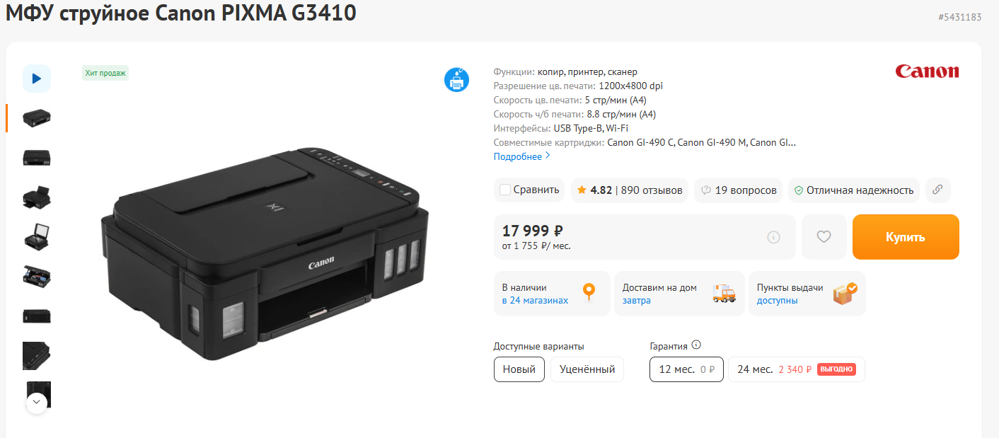 МФУ струйное Canon PIXMA G3410
#5431183
Хит продаж
Canon
Canon
Функции: копир, принтер, сканер
Разрешение цв. печати: 1200x4800 dpi
Скорость цв. печати: 5 стр/мин (А4)
Скорость ч/б печати: 8.8 стр/мин (А4)
Интерфейсы: USB Type-B, Wi-Fi
Совместимые картриджи: Canon GI-490 C, Canon GI-490 M, Canon GI...
Подробнее
Сравнить
4.82 | 890 отзывов
19 вопросов
Отличная надежность
17 999 ₽
от 1 755 ₽/ мес.
Купить
В наличии
в 24 магазинах
Доставим на дом
завтра
Пункты выдачи
доступны
Доступные варианты
Новый
Уценённый
Гарантия
12 мес. 0 ₽
24 мес. 2 340 ₽ ВЫГОДНО